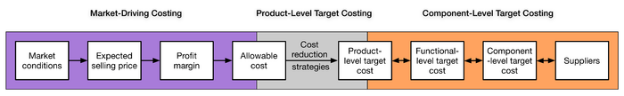 Market-Driving Costing
Product-Level Target Costing
Component-Level Target Costing
Market
conditions
Expected
selling price
Profit
margin
Allowable
cost
Cost
reduction
strategies
Product-
level target
cost
Functional-
level target
cost
Component
-level target
cost
Suppliers